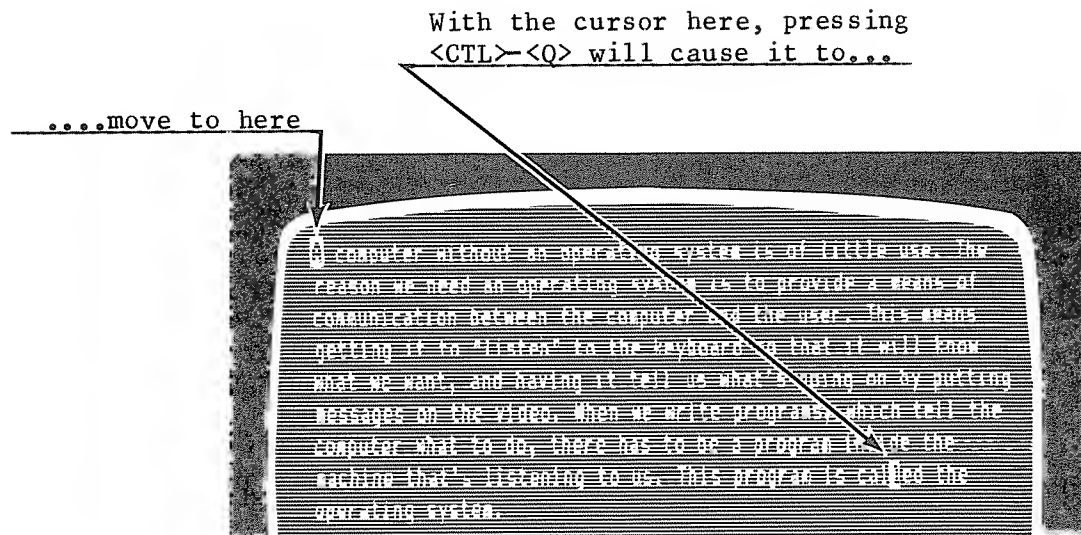 With the cursor here, pressing
<CTL>-<Q> will cause it to...
....move to here
A computer without an operating system is of little use. The
reason we need an operating system is to provide a means of
communication between the computer and the user. This means
getting it to "listen" to the keyboard so that it will know
what we want, and having it tell us what's going on by putting
messages on the video. When we write programs, which tell the
computer what to do, there has to be a program inside the
machine that's listening to us. This program is called the
operating system.